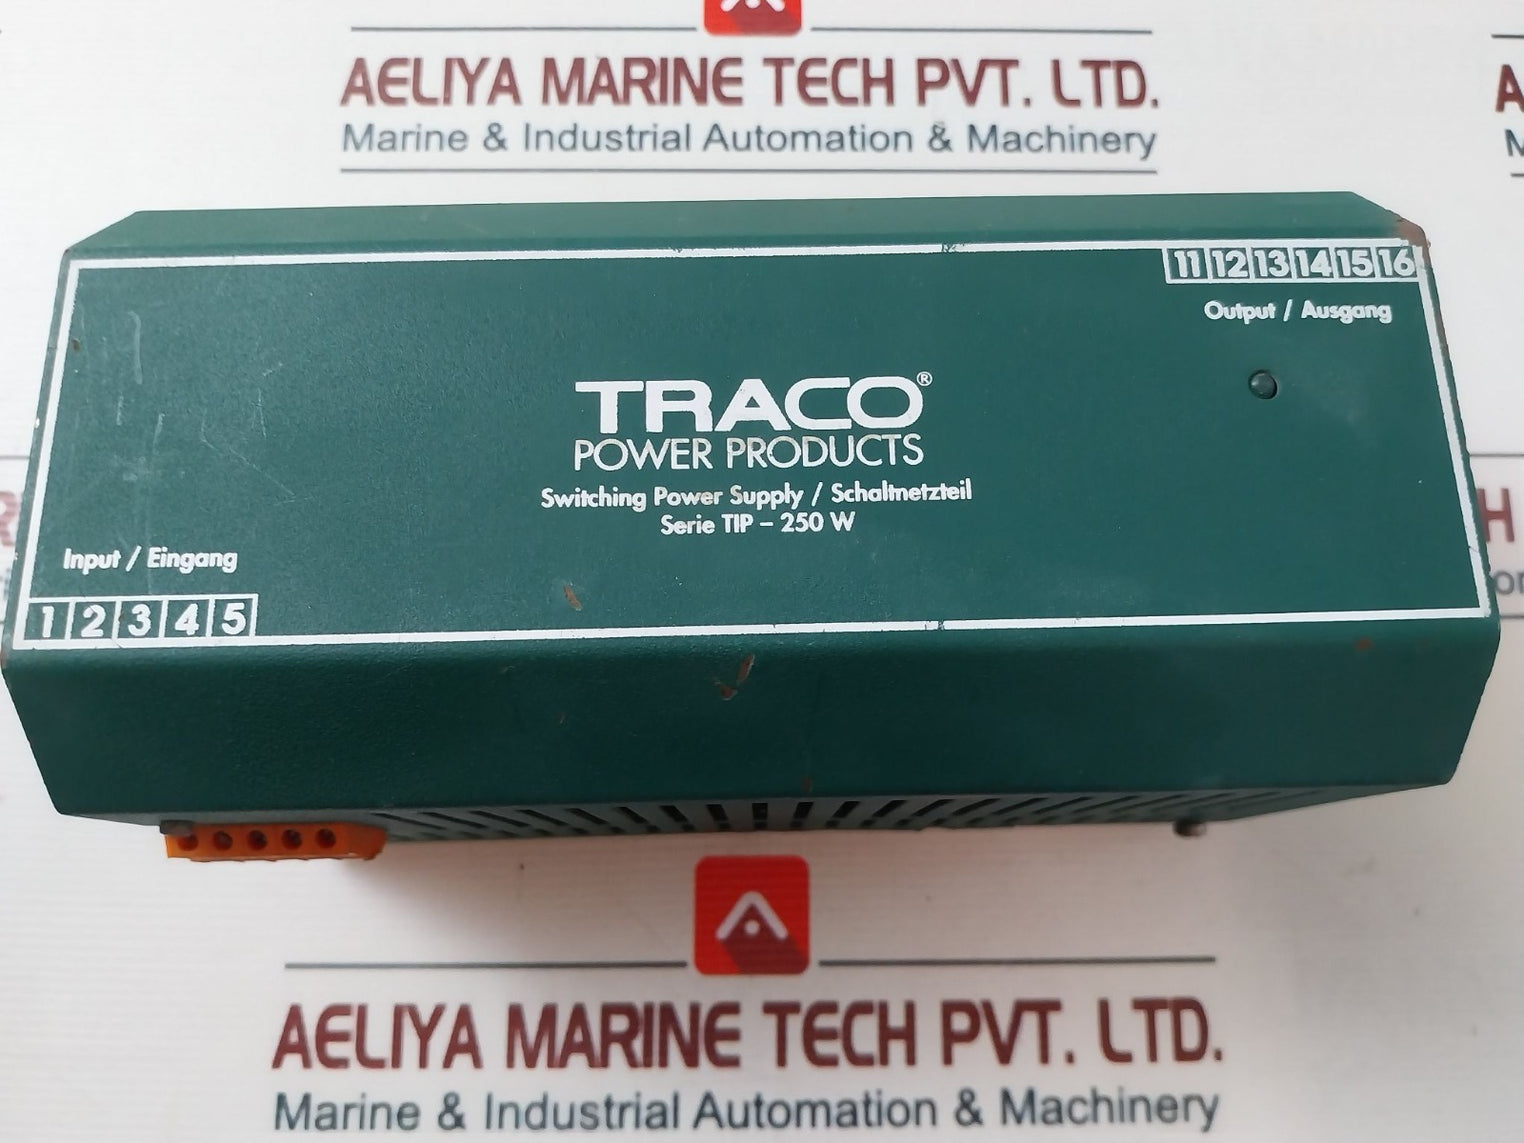 AELIYA MARINE TECH PVT. LTD.
Marine & Industrial Automation & Machinery
11 12 13 14 15 16
Output / Ausgang
TRACO®
POWER PRODUCTS
Switching Power Supply / Schaltnetzteil
Serie TIP – 250 W
Input / Eingang
1 2 3 4 5
AELIYA MARINE TECH PVT. LTD.
Marine & Industrial Automation & Machinery